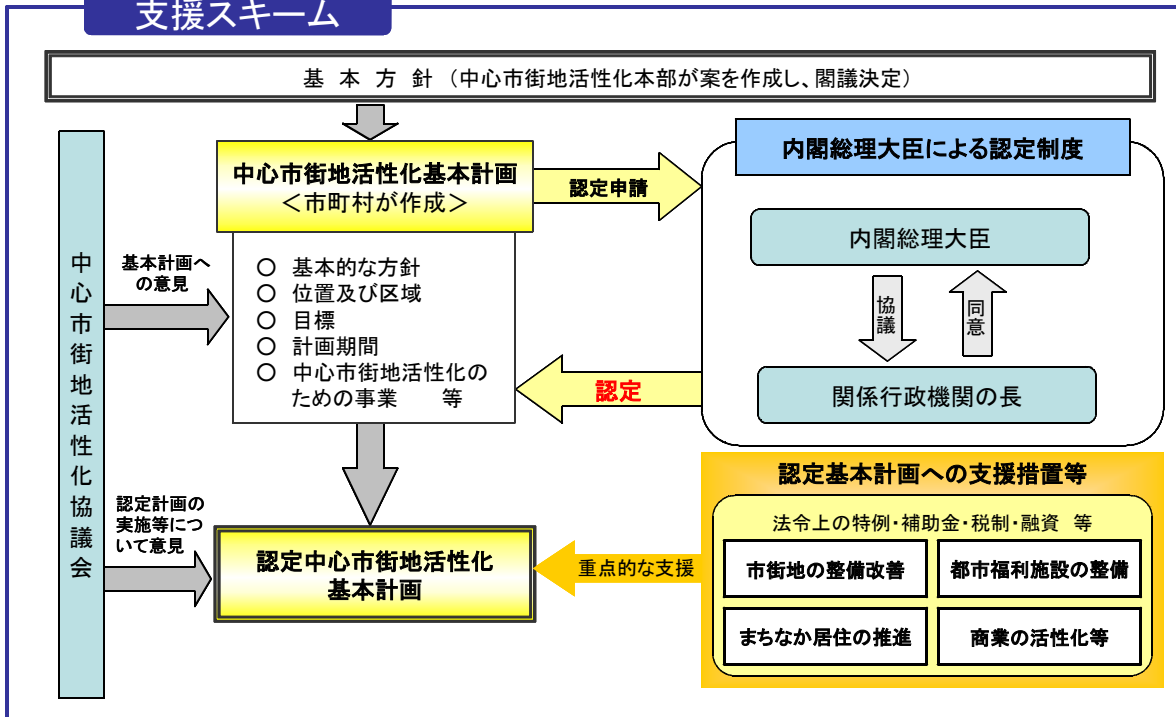 支援スキーム
基 本 方 針 (中心市街地活性化本部が案を作成し、閣議決定)
中心市街地活性化基本計画
＜市町村が作成＞
認定申請
内閣総理大臣による認定制度
内閣総理大臣
協議
同意
関係行政機関の長
中心市街地活性化協議会
基本計画へ
の意見
○ 基本的な方針
○ 位置及び区域
○ 目標
○ 計画期間
○ 中心市街地活性化の
ための事業 等
認定
認定計画の
実施等につ
いて意見
認定中心市街地活性化
基本計画
重点的な支援
認定基本計画への支援措置等
法令上の特例・補助金・税制・融資 等
市街地の整備改善
都市福利施設の整備
まちなか居住の推進
商業の活性化等